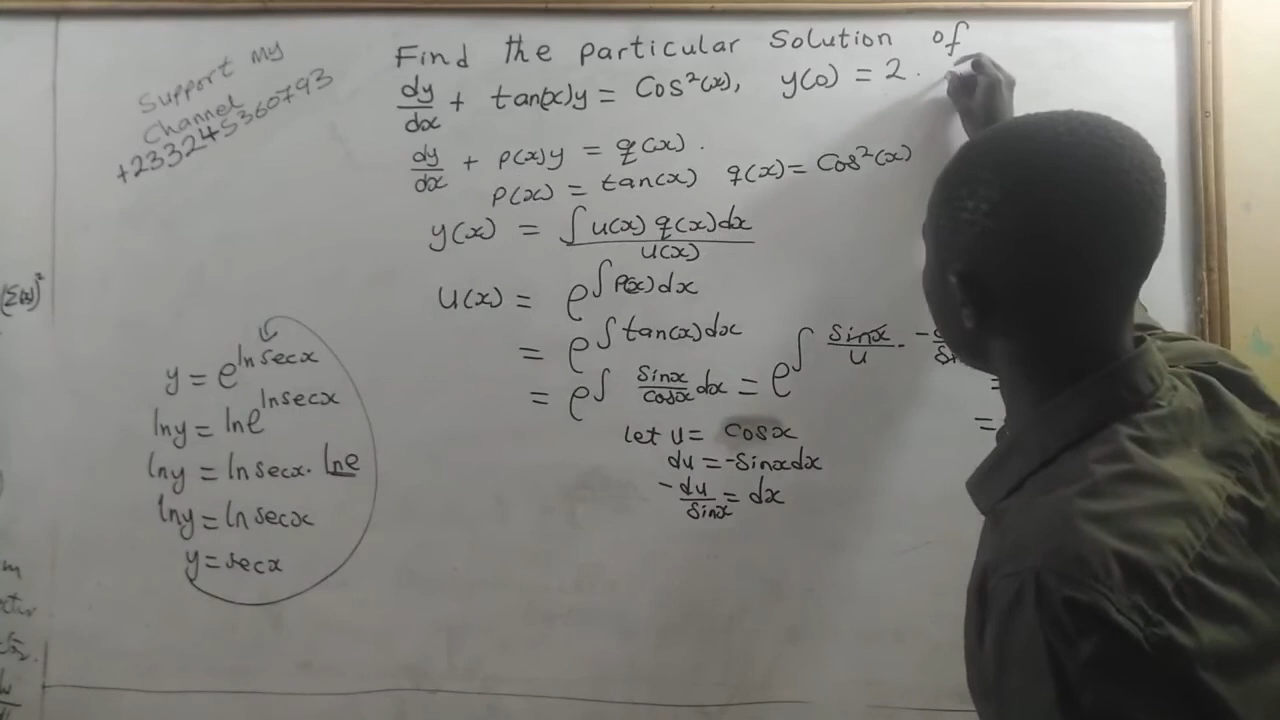 Support my
Channel
+233245360793
Find the particular Solution of
dy/dx + tan(x)y = Cos²(x), y(0) = 2.
dy/dx + P(x)y = q(x).
P(x) = tan(x) q(x) = Cos²(x)
y(x) = ∫u(x) q(x)dx / u(x)
u(x) = e^∫P(x)dx
= e^∫tan(x)dx
= e^∫ sinx/cosx dx = e^∫ sinx/u · -
let u = cosx
du = -sinxdx
-du/sinx = dx
=
=
y = e^lnsecx
lny = lne^lnsecx
lny = lnsecx. lne
lny = lnsecx
y = secx
(Σ(x))²